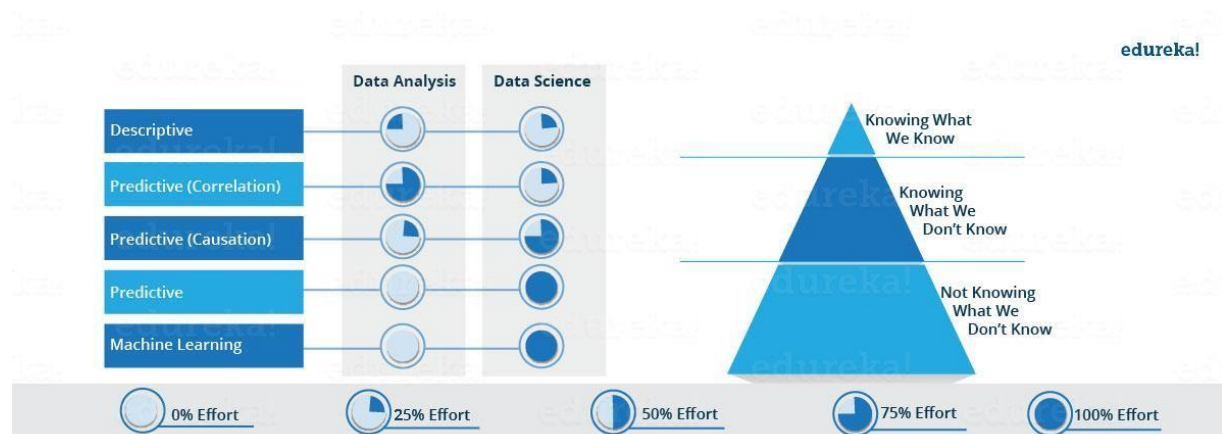 edureka!
Data Analysis
Data Science
Descriptive
Predictive (Correlation)
Predictive (Causation)
Predictive
Machine Learning
Knowing What
We Know
Knowing
What We
Don't Know
Not Knowing
What We
Don't Know
0% Effort
25% Effort
50% Effort
75% Effort
100% Effort